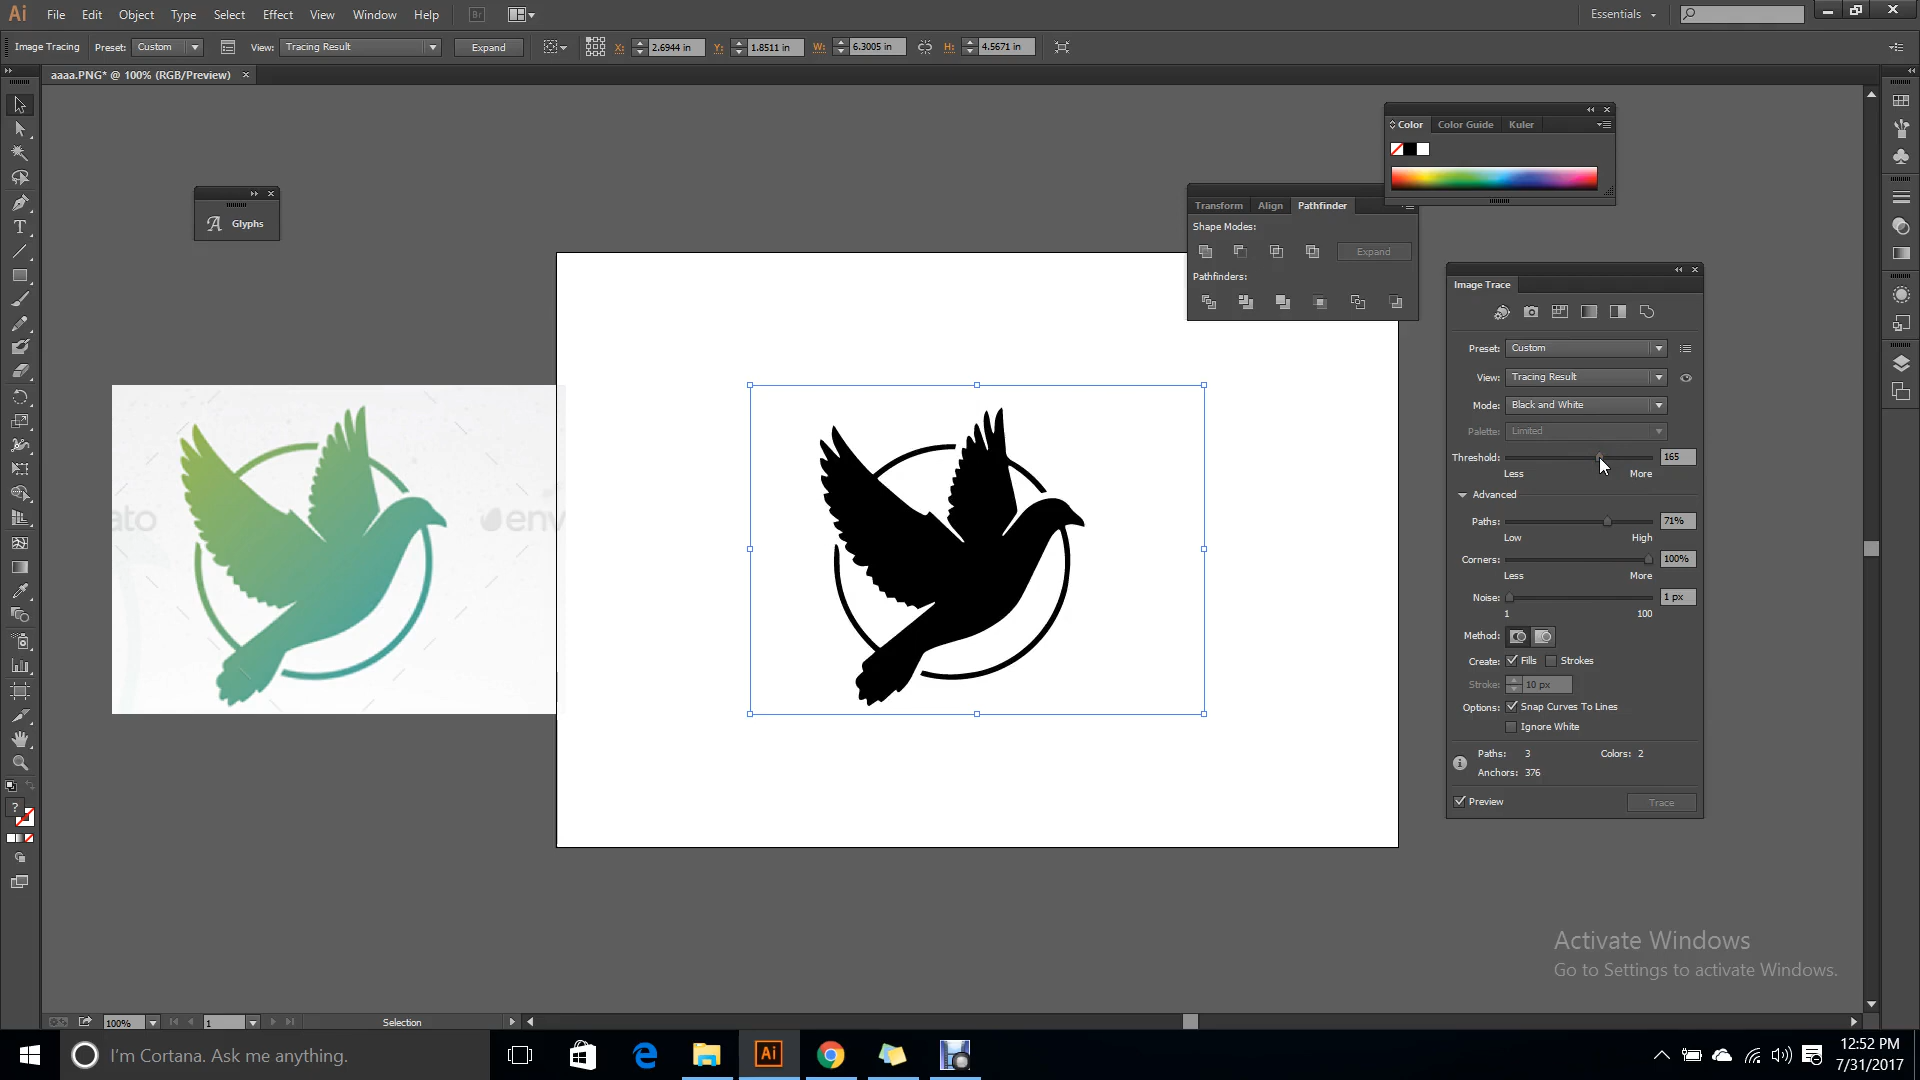 Ai File Edit Object Type Select Effect View Window Help Br Essentials
Image Tracing Preset: Custom View: Tracing Result Expand X: 2.6944 in Y: 1.8511 in W: 6.3005 in H: 4.5671 in
aaaa.PNG* @ 100% (RGB/Preview)
Color Color Guide Kuler
Glyphs
Transform Align Pathfinder
Shape Modes:
Expand
Pathfinders:
Image Trace
Preset: Custom
View: Tracing Result
Mode: Black and White
Palette: Limited
Threshold: 165
Less More
Advanced
Paths: 71%
Low High
Corners: 100%
Less More
Noise: 1 px
1 100
Method:
Create: Fills Strokes
Stroke: 10 px
Options: Snap Curves To Lines
Ignore White
Paths: 3 Colors: 2
Anchors: 376
Preview Trace
ato env
Activate Windows
Go to Settings to activate Windows.
100% 1 Selection
I'm Cortana. Ask me anything.
Ai
12:52 PM
7/31/2017